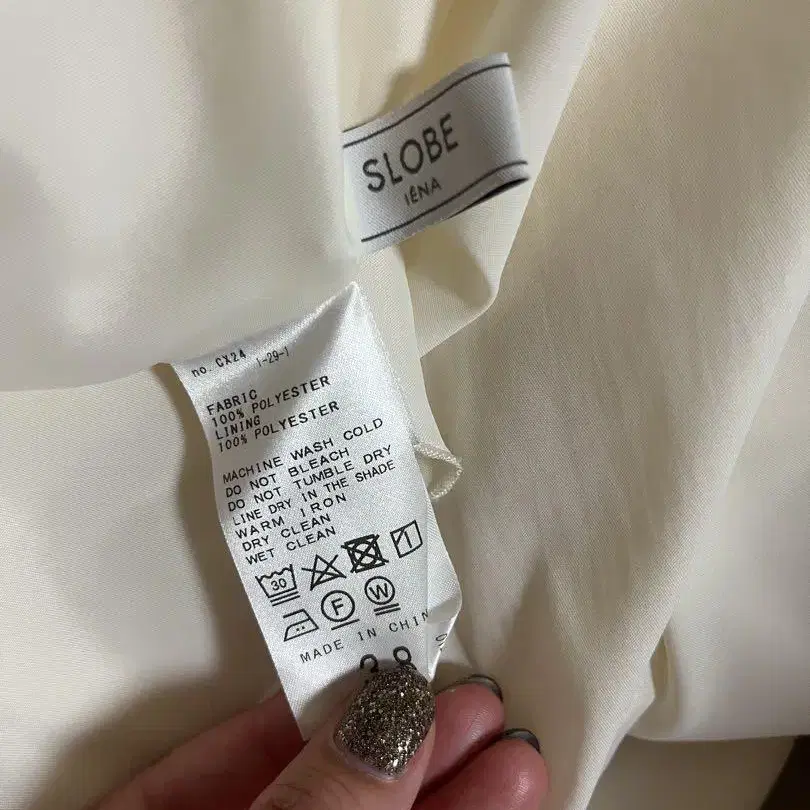 SLOBE
IÉNA
no. CX24 1-29-1
FABRIC
100% POLYESTER
LINING
100% POLYESTER
MACHINE WASH COLD
DO NOT BLEACH
DO NOT TUMBLE DRY
LINE DRY IN THE SHADE
WARM IRON
DRY CLEAN
WET CLEAN
30
F W
MADE IN CHIN
38